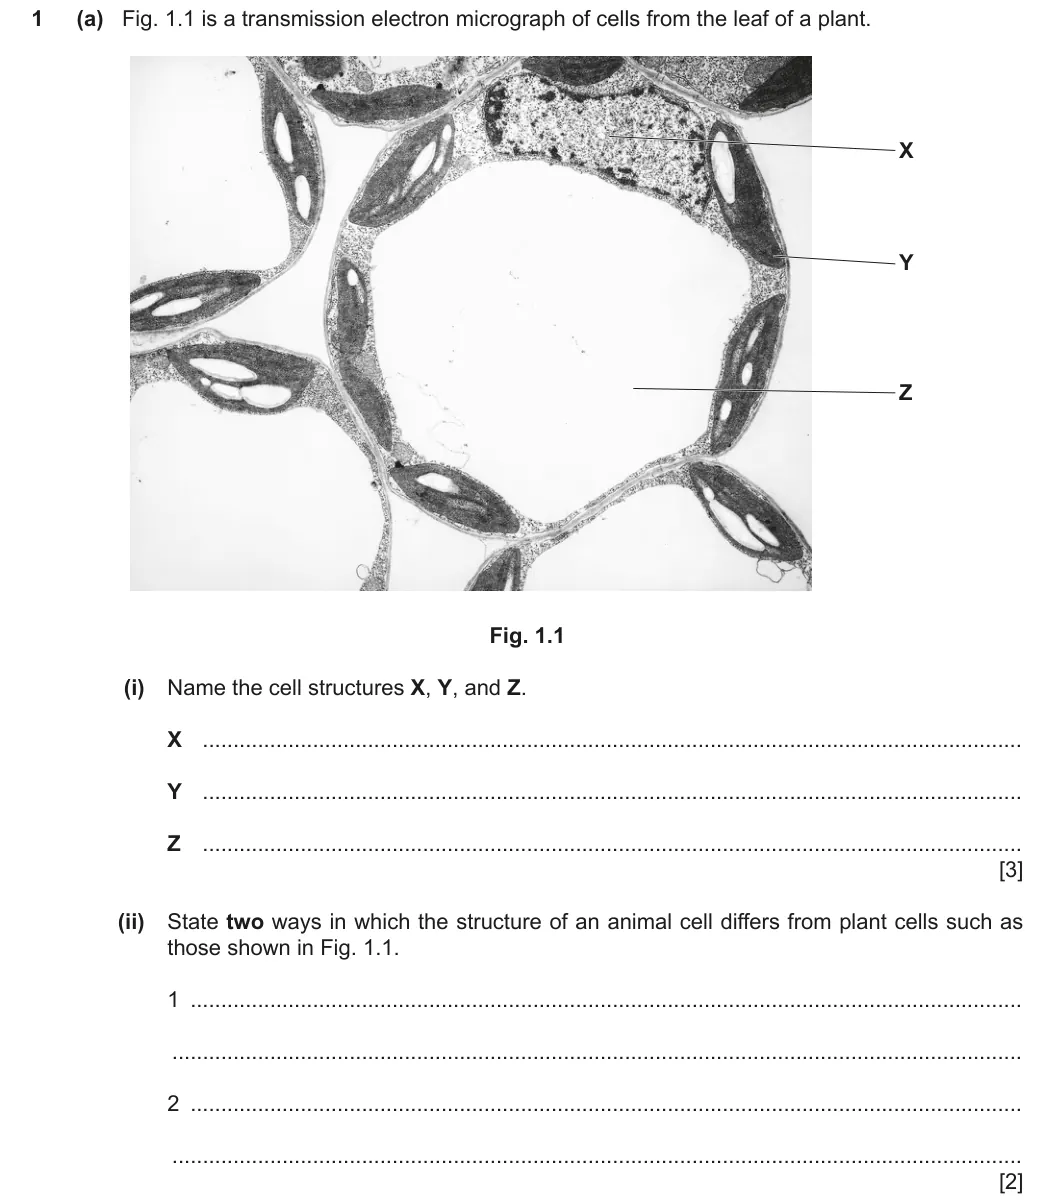 1 (a) Fig. 1.1 is a transmission electron micrograph of cells from the leaf of a plant.
X
Y
Z
Fig. 1.1
(i) Name the cell structures X, Y, and Z.
X ................................................................
Y ................................................................
Z ................................................................
[3]
(ii) State two ways in which the structure of an animal cell differs from plant cells such as
those shown in Fig. 1.1.
1 ................................................................
................................................................
2 ................................................................
................................................................
[2]